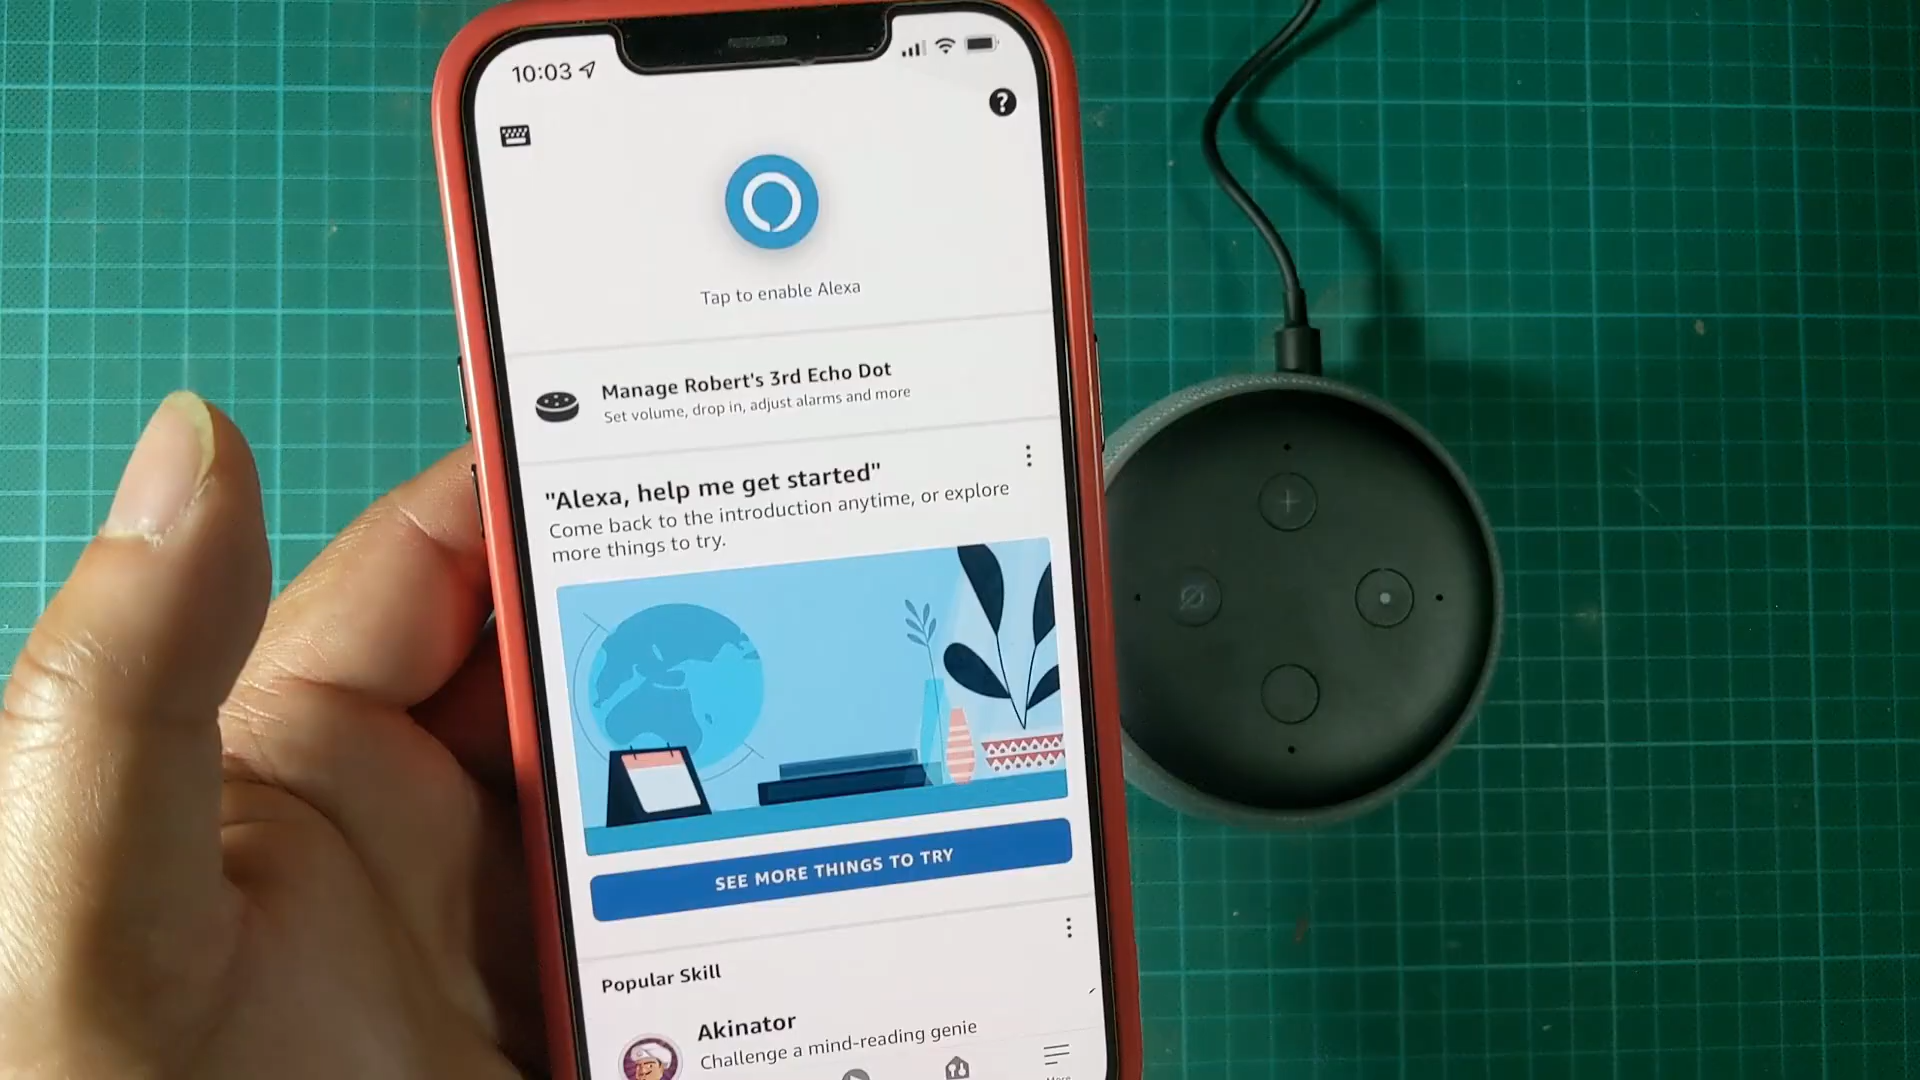 10:03
?
Tap to enable Alexa
Manage Robert's 3rd Echo Dot
Set volume, drop in, adjust alarms and more
"Alexa, help me get started"
Come back to the introduction anytime, or explore
more things to try.
SEE MORE THINGS TO TRY
Popular Skill
Akinator
Challenge a mind-reading genie
More